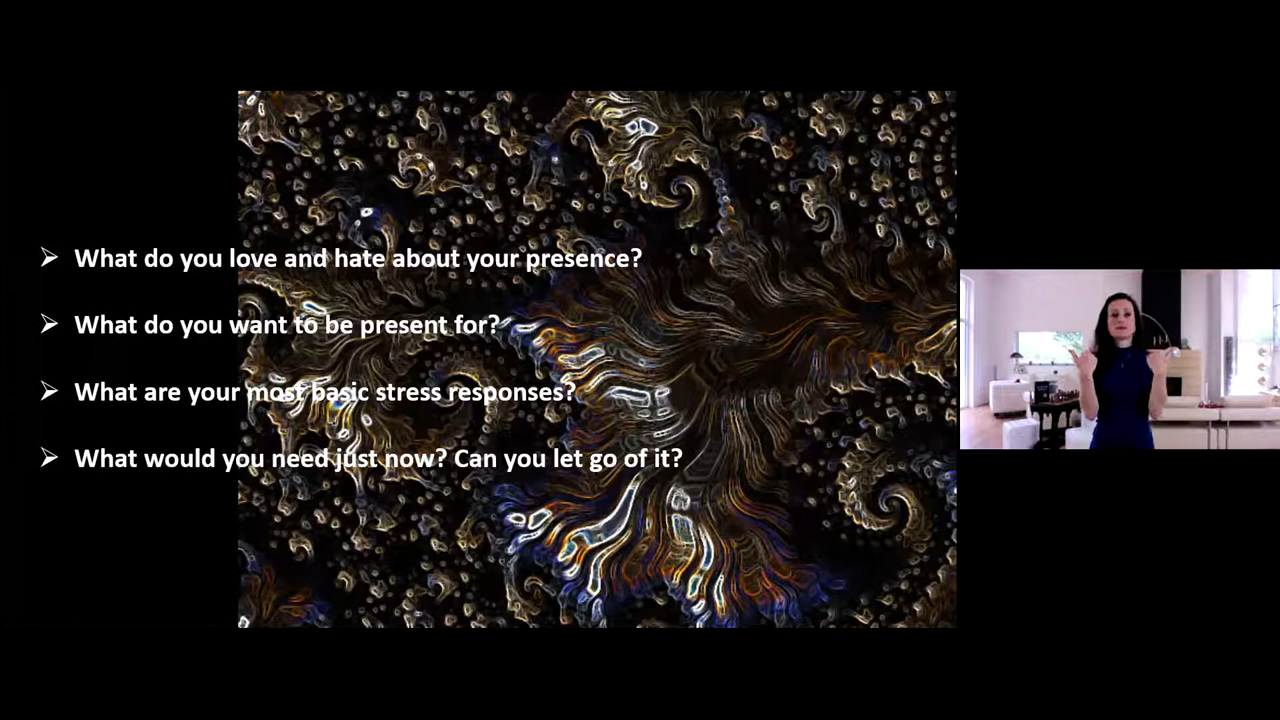 What do you love and hate about your presence?
What do you want to be present for?
What are your most basic stress responses?
What would you need just now? Can you let go of it?